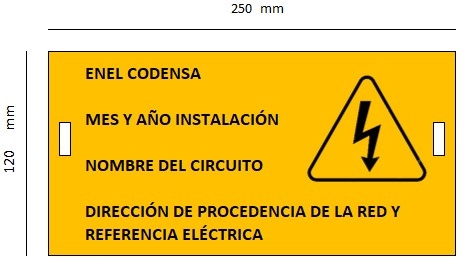 250 mm
120 mm
ENEL CODENSA
MES Y AÑO INSTALACIÓN
NOMBRE DEL CIRCUITO
DIRECCIÓN DE PROCEDENCIA DE LA RED Y
REFERENCIA ELÉCTRICA